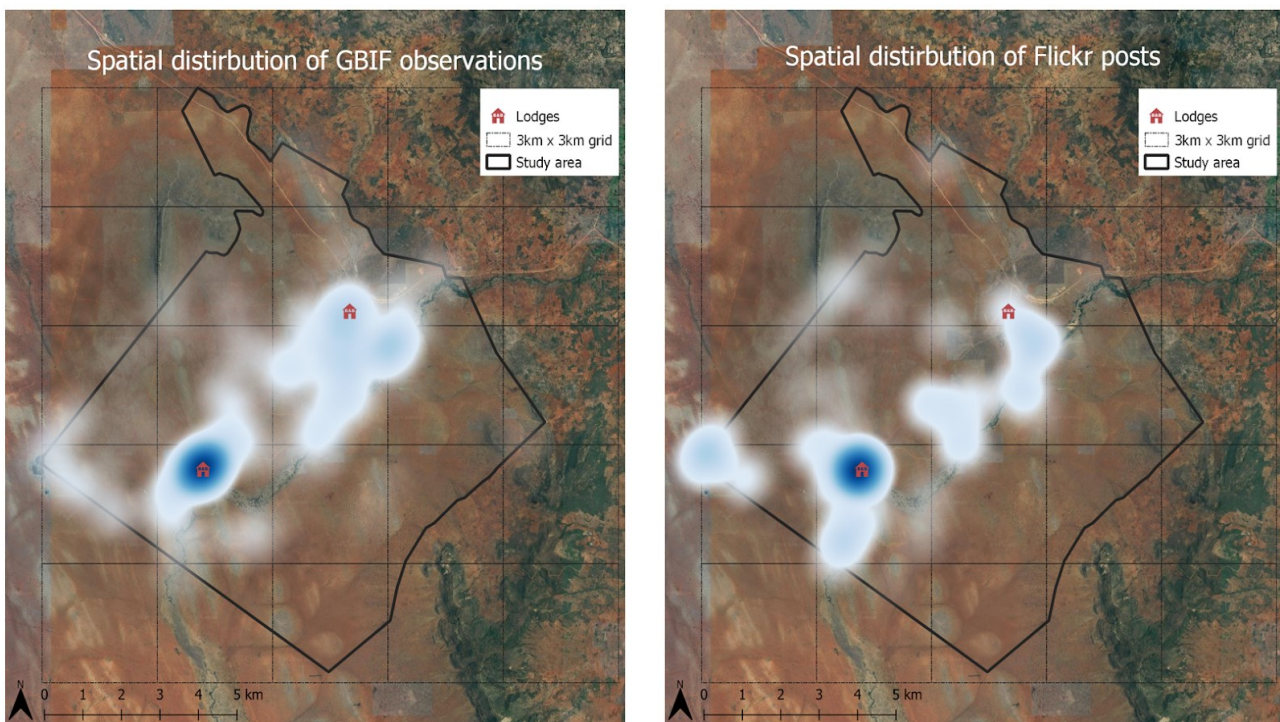 Spatial distirbution of GBIF observations
Lodges
3km x 3km grid
Study area
N
0 1 2 3 4 5 km
Spatial distirbution of Flickr posts
Lodges
3km x 3km grid
Study area
N
0 1 2 3 4 5 km